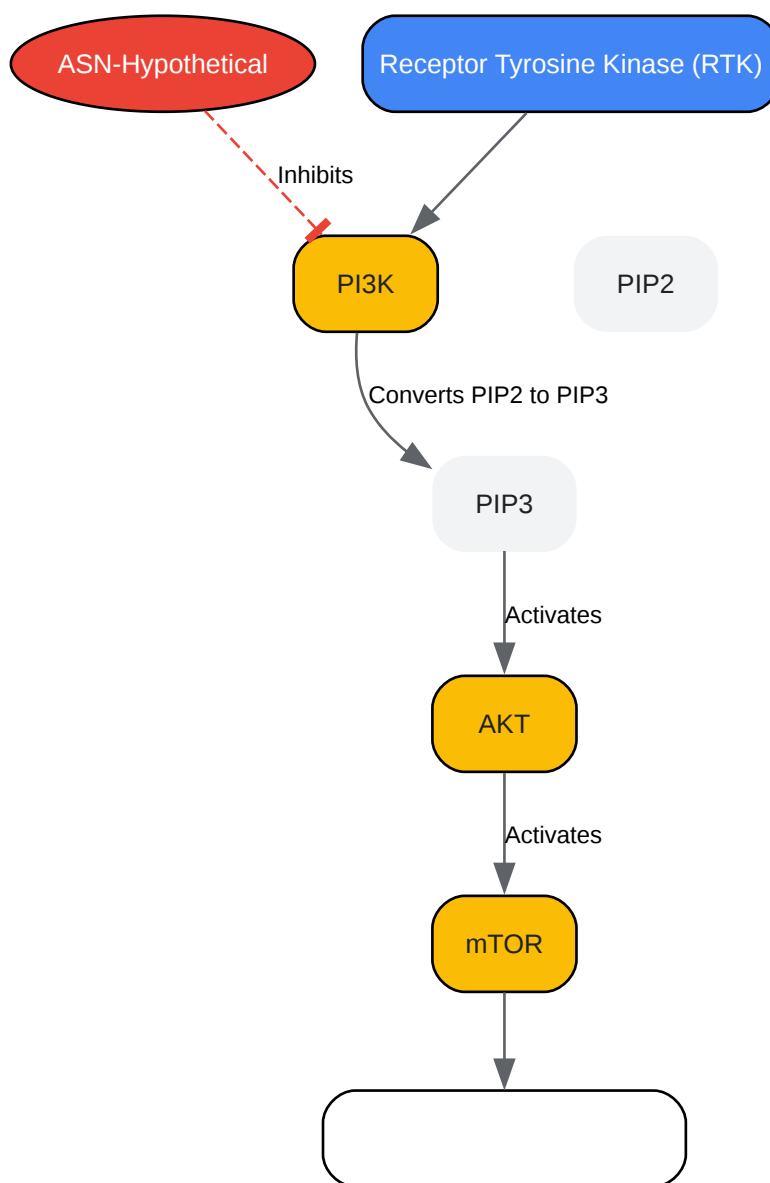 ASN-Hypothetical
Receptor Tyrosine Kinase (RTK)
Inhibits
PI3K
PIP2
Converts PIP2 to PIP3
PIP3
Activates
AKT
Activates
mTOR